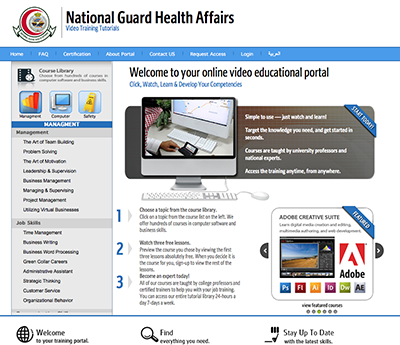 National Guard Health Affairs
Video Training Tutorials
Home
FAQ
Certification
About Portal
Contact US
Request Access
Login
العربية
Course Library
Choose from hundreds of courses in
computer software and business skills.
Managment
Computer
Safety
MANAGMENT
Management
The Art of Team Building
Problem Solving
The Art of Motivation
Leadership & Supervision
Business Management
Managing & Supervising
Project Management
Utilizing Virtual Businesses
Job Skills
Time Management
Business Writing
Business Word Processing
Green Collar Careers
Administrative Assistant
Strategic Thinking
Customer Service
Organizational Behavior
Welcome to your online video educational portal
Click, Watch, Learn & Develop Your Competencies
START TODAY!
Simple to use — just watch and learn!
Target the knowledge you need, and get started in
seconds.
Courses are taught by university professors and
national experts.
Access the training anytime, from anywhere.
1
Choose a topic from the course library.
Click on a topic from the course list on the left. We
offer hundreds of courses in computer software and
business skills.
2
Watch three free lessons.
Preview the course you chose by viewing the first
three lessons absolutely free. When you decide it is
the course for you, sign-up to view the rest of the
lessons.
3
Become an expert today!
All of our courses are taught by college professors and
certified trainers to help you with your job training.
You can access our entire tutorial library 24-hours a
day 7-days a week.
FEATURED
ADOBE CREATIVE SUITE
Learn digital media creation and editing,
multimedia authoring, and web development.
Adobe
Ps
Fl
Dw
Ai
Ae
view featured courses
Welcome
to your training portal.
Find
everything you need.
Stay Up To Date
with the latest skills.